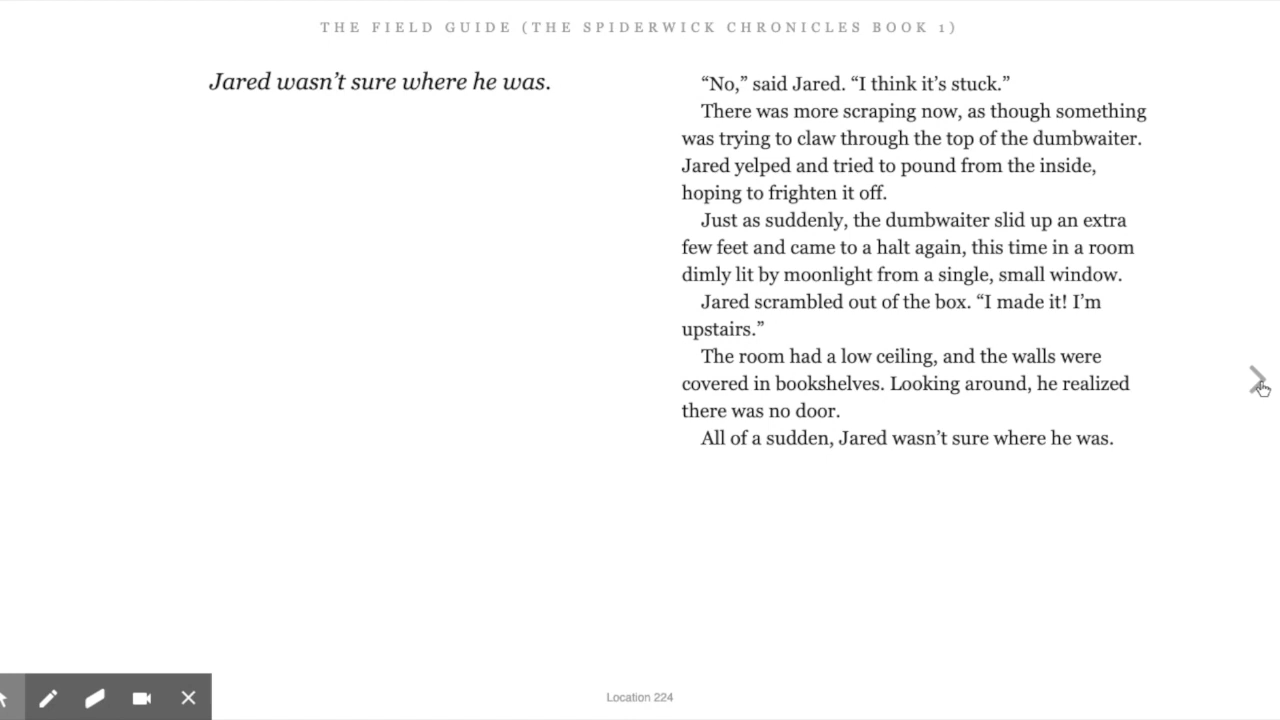 THE FIELD GUIDE (THE SPIDERWICK CHRONICLES BOOK 1)
Jared wasn’t sure where he was.
“No,” said Jared. “I think it’s stuck.”
There was more scraping now, as though something
was trying to claw through the top of the dumbwaiter.
Jared yelped and tried to pound from the inside,
hoping to frighten it off.
Just as suddenly, the dumbwaiter slid up an extra
few feet and came to a halt again, this time in a room
dimly lit by moonlight from a single, small window.
Jared scrambled out of the box. “I made it! I’m
upstairs.”
The room had a low ceiling, and the walls were
covered in bookshelves. Looking around, he realized
there was no door.
All of a sudden, Jared wasn’t sure where he was.
Location 224